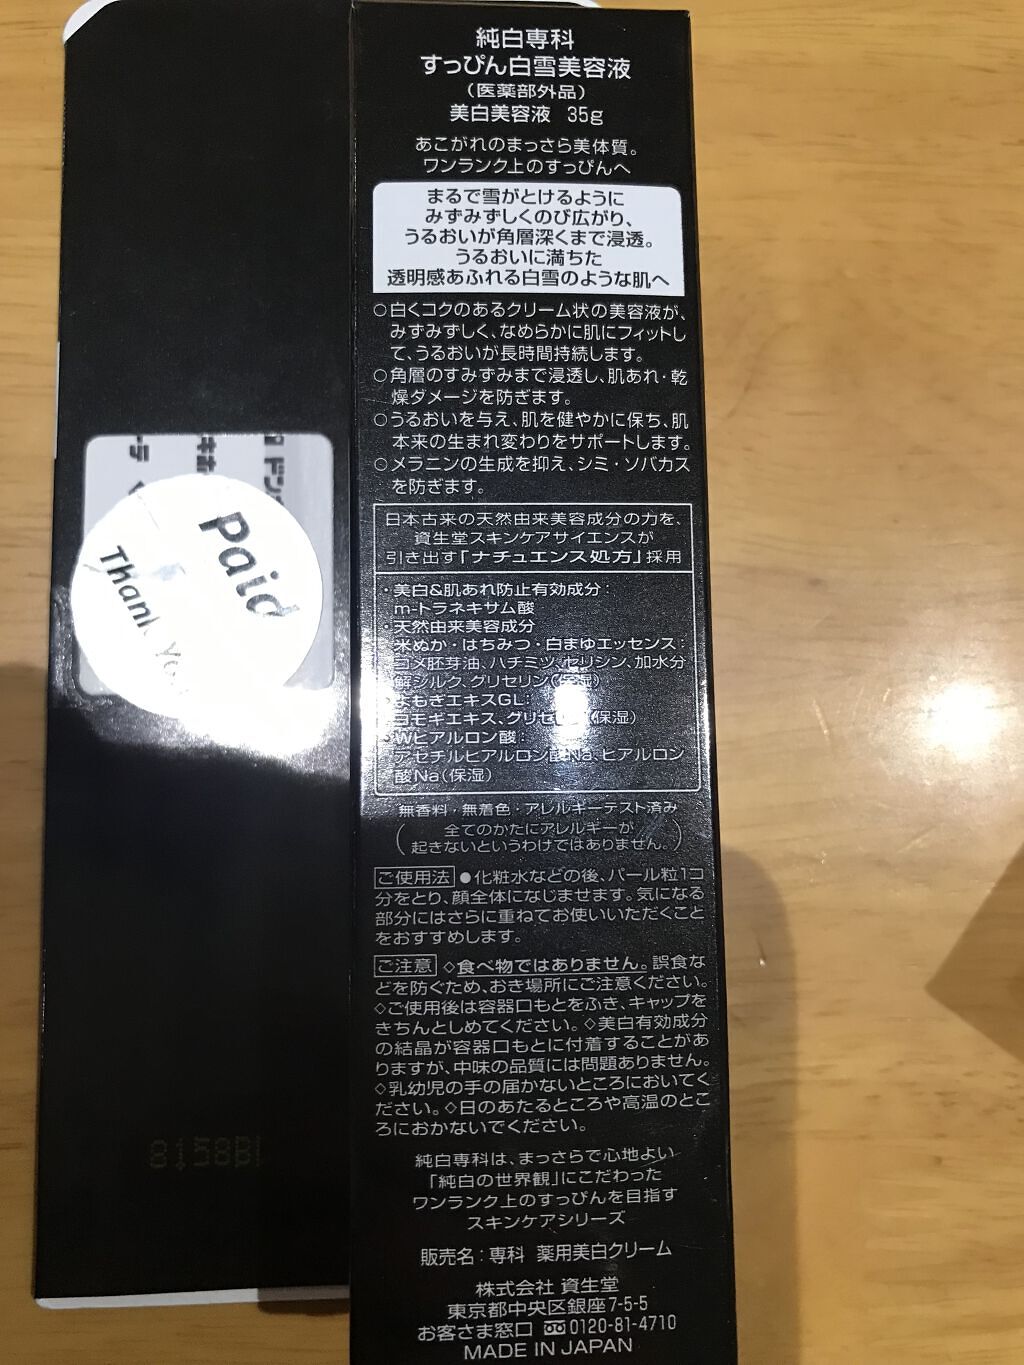 純白専科
すっぴん白雪美容液
(医薬部外品)
美白美容液 35g
あこがれのまっさら美体質。
ワンランク上のすっぴんへ
まるで雪がとけるように
みずみずしくのび広がり、
うるおいが角層深くまで浸透。
うるおいに満ちた
透明感あふれる白雪のような肌へ
○白くコクのあるクリーム状の美容液が、
みずみずしく、なめらかに肌にフィットし
て、うるおいが長時間持続します。
○角層のすみずみまで浸透し、肌あれ・乾
燥ダメージを防ぎます。
○うるおいを与え、肌を健やかに保ち、肌
本来の生まれ変わりをサポートします。
○メラニンの生成を抑え、シミ・ソバカス
を防ぎます。
日本古来の天然由来美容成分の力を、
資生堂スキンケアサイエンスが
引き出す「ナチュエンス処方」採用
・美白&肌あれ防止有効成分：
m-トラネキサム酸
・天然由来美容成分
米ぬか・はちみつ・白まゆエッセンス：
コメ胚芽油、ハチミツ、セリシン、加水分
解シルク、グリセリン(保湿)
よもぎエキスGL：
ヨモギエキス、グリセリン(保湿)
・Wヒアルロン酸：
アセチルヒアルロン酸Na、ヒアルロン
酸Na(保湿)
無香料・無着色：アレルギーテスト済み
(全てのかたにアレルギーが
起きないというわけではありません。)
ご使用法 ●化粧水などの後、パール粒1コ
分をとり、顔全体になじませます。気になる
部分にはさらに重ねてお使いいただくこと
をおすすめします。
ご注意 ◇食べ物ではありません。誤食な
どを防ぐため、おき場所にご注意ください。
◇ご使用後は容器口もとをふき、キャップを
きちんとしめてください。◇美白有効成分
の結晶が容器口もとに付着することがあ
りますが、中味の品質には問題ありません。
◇乳幼児の手の届かないところにおいてく
ださい。◇日のあたるところや高温のとこ
ろにおかないでください。
純白専科は、まっさらで心地よい
「純白の世界観」にこだわった
ワンランク上のすっぴんを目指す
スキンケアシリーズ
販売名：専科 薬用美白クリーム
株式会社 資生堂
東京都中央区銀座7-5-5
お客さま窓口 0120-81-4710
MADE IN JAPAN
Paid
Thank You